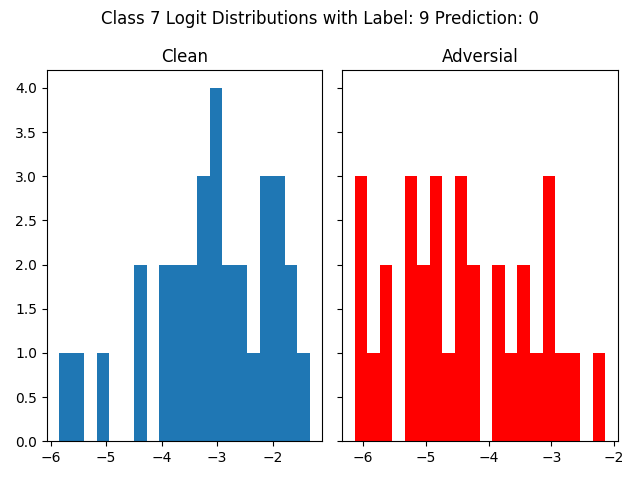 Class 7 Logit Distributions with Label: 9 Prediction: 0
Clean
Adversial
4.0
3.5
3.0
2.5
2.0
1.5
1.0
0.5
0.0
−6 −5 −4 −3 −2
−6 −5 −4 −3 −2